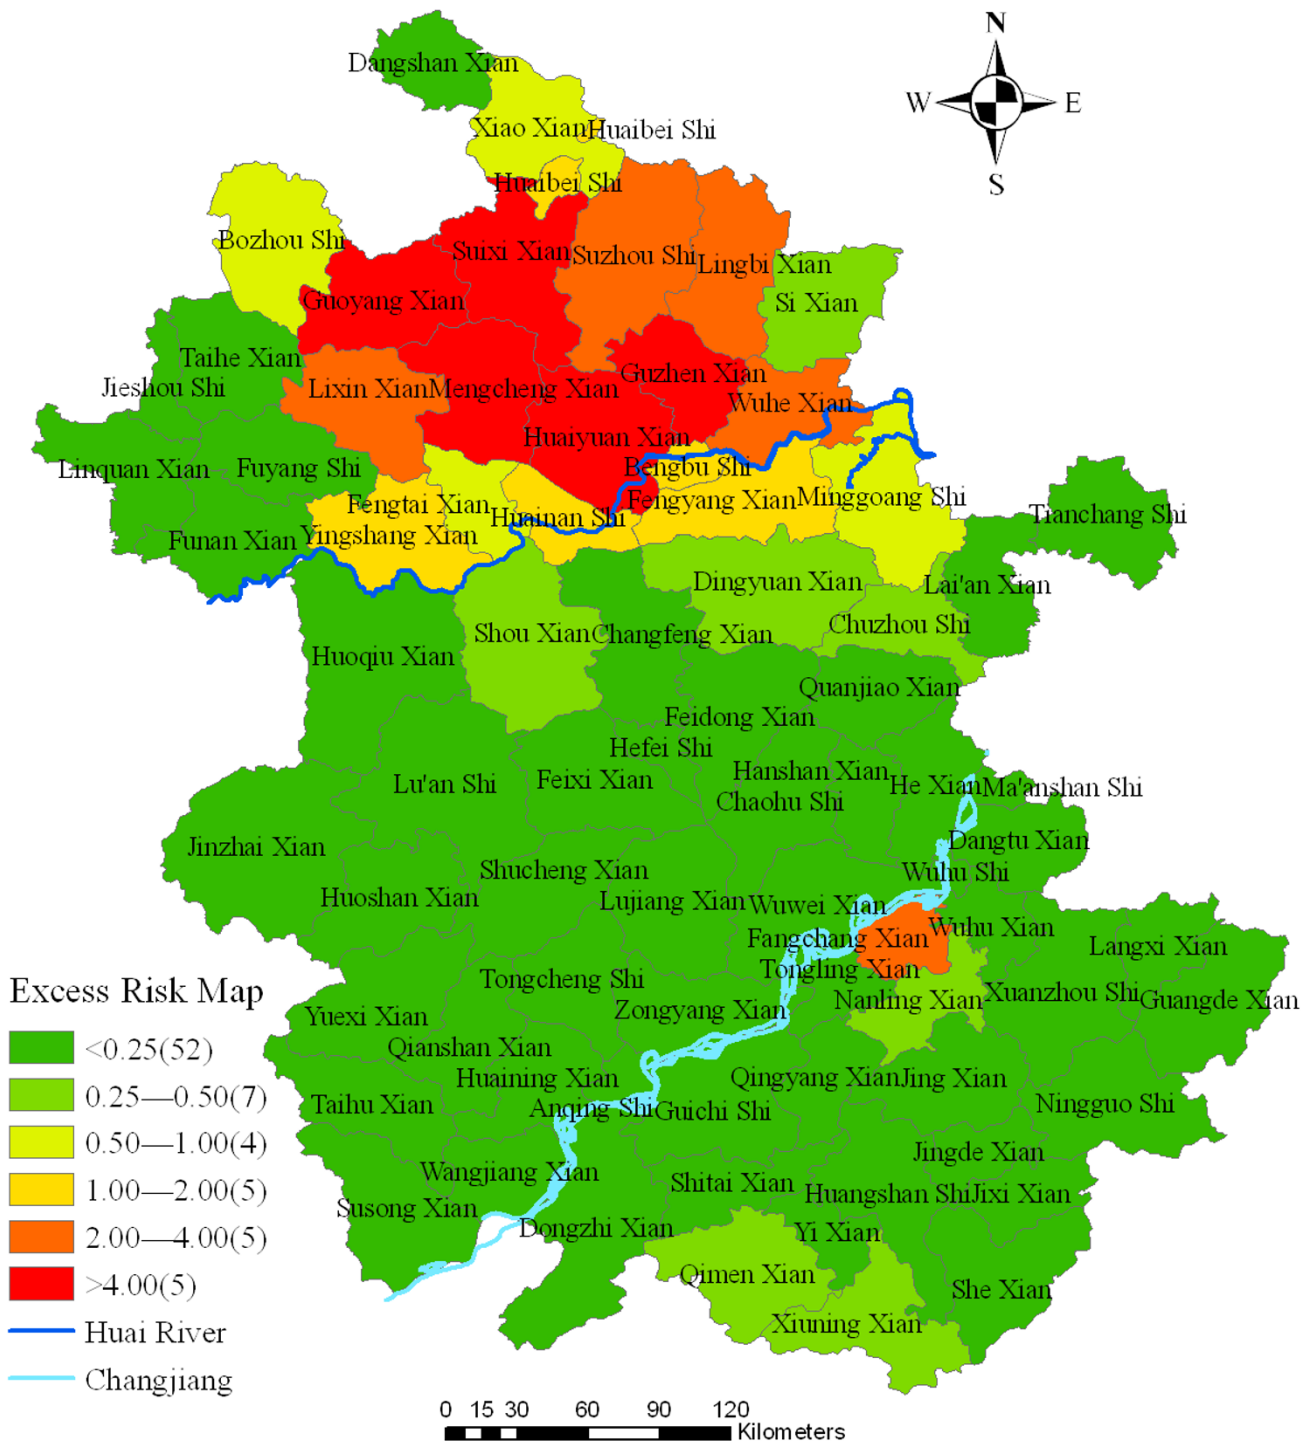 N
Dangshan Xian
W
E
Xiao Xian
Huaibei Shi
Huaibei Shi
S
Bozhou Shi
Suixi Xian
Suzhou Shi
Lingbi Xian
Guoyang Xian
Si Xian
Taihe Xian
Jieshou Shi
Lixin Xian
Mengcheng Xian
Guzhen Xian
Wuhe Xian
Huaiyuan Xian
Linquan Xian
Fuyang Shi
Bengbu Shi
Fengtai Xian
Fengyang Xian
Minggoang Shi
Tianchang Shi
Huainan Shi
Funan Xian
Yingshang Xian
Dingyuan Xian
Lai'an Xian
Shou Xian
Changfeng Xian
Chuzhou Shi
Huoqiu Xian
Quanjiao Xian
Feidong Xian
Hefei Shi
Lu'an Shi
Feixi Xian
Hanshan Xian
Chaohu Shi
He Xian
Ma'anshan Shi
Jinzhai Xian
Dangtu Xian
Shucheng Xian
Wuhu Shi
Huoshan Xian
Lujiang Xian
Wuwei Xian
Fangchang Xian
Wuhu Xian
Langxi Xian
Tongcheng Shi
Tongling Xian
Zongyang Xian
Nanling Xian
Xuanzhou Shi
Guangde Xian
Yuexi Xian
Qianshan Xian
Huaining Xian
Qingyang Xian
Jing Xian
Taihu Xian
Anqing Shi
Guichi Shi
Ningguo Shi
Wangjiang Xian
Shitai Xian
Jingde Xian
Huangshan Shi
Jixi Xian
Susong Xian
Dongzhi Xian
Yi Xian
Qimen Xian
She Xian
Xiuning Xian
Excess Risk Map
<0.25(52)
0.25—0.50(7)
0.50—1.00(4)
1.00—2.00(5)
2.00—4.00(5)
>4.00(5)
Huai River
Changjiang
0 15 30 60 90 120
Kilometers